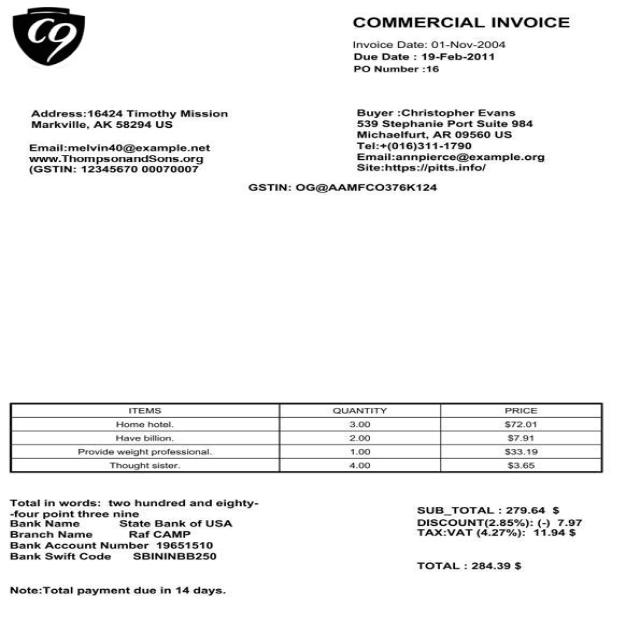 C9
COMMERCIAL INVOICE
Invoice Date: 01-Nov-2004
Due Date : 19-Feb-2011
PO Number :16
Address:16424 Timothy Mission
Markville, AK 58294 US
Email:melvin40@example.net
www.ThompsonandSons.org
(GSTIN: 12345670 00070007
Buyer :Christopher Evans
539 Stephanie Port Suite 984
Michaelfurt, AR 09560 US
Tel:+(016)311-1790
Email:annpierce@example.org
Site:https://pitts.info/
GSTIN: OG@AAMFCO376K124
ITEMS QUANTITY PRICE
Home hotel. 3.00 $72.01
Have billion. 2.00 $7.91
Provide weight professional. 1.00 $33.19
Thought sister. 4.00 $3.65
Total in words: two hundred and eighty-
-four point three nine
Bank Name State Bank of USA
Branch Name Raf CAMP
Bank Account Number 19651510
Bank Swift Code SBININBB250
SUB_TOTAL : 279.64 $
DISCOUNT(2.85%): (-) 7.97
TAX:VAT (4.27%): 11.94 $
TOTAL : 284.39 $
Note:Total payment due in 14 days.